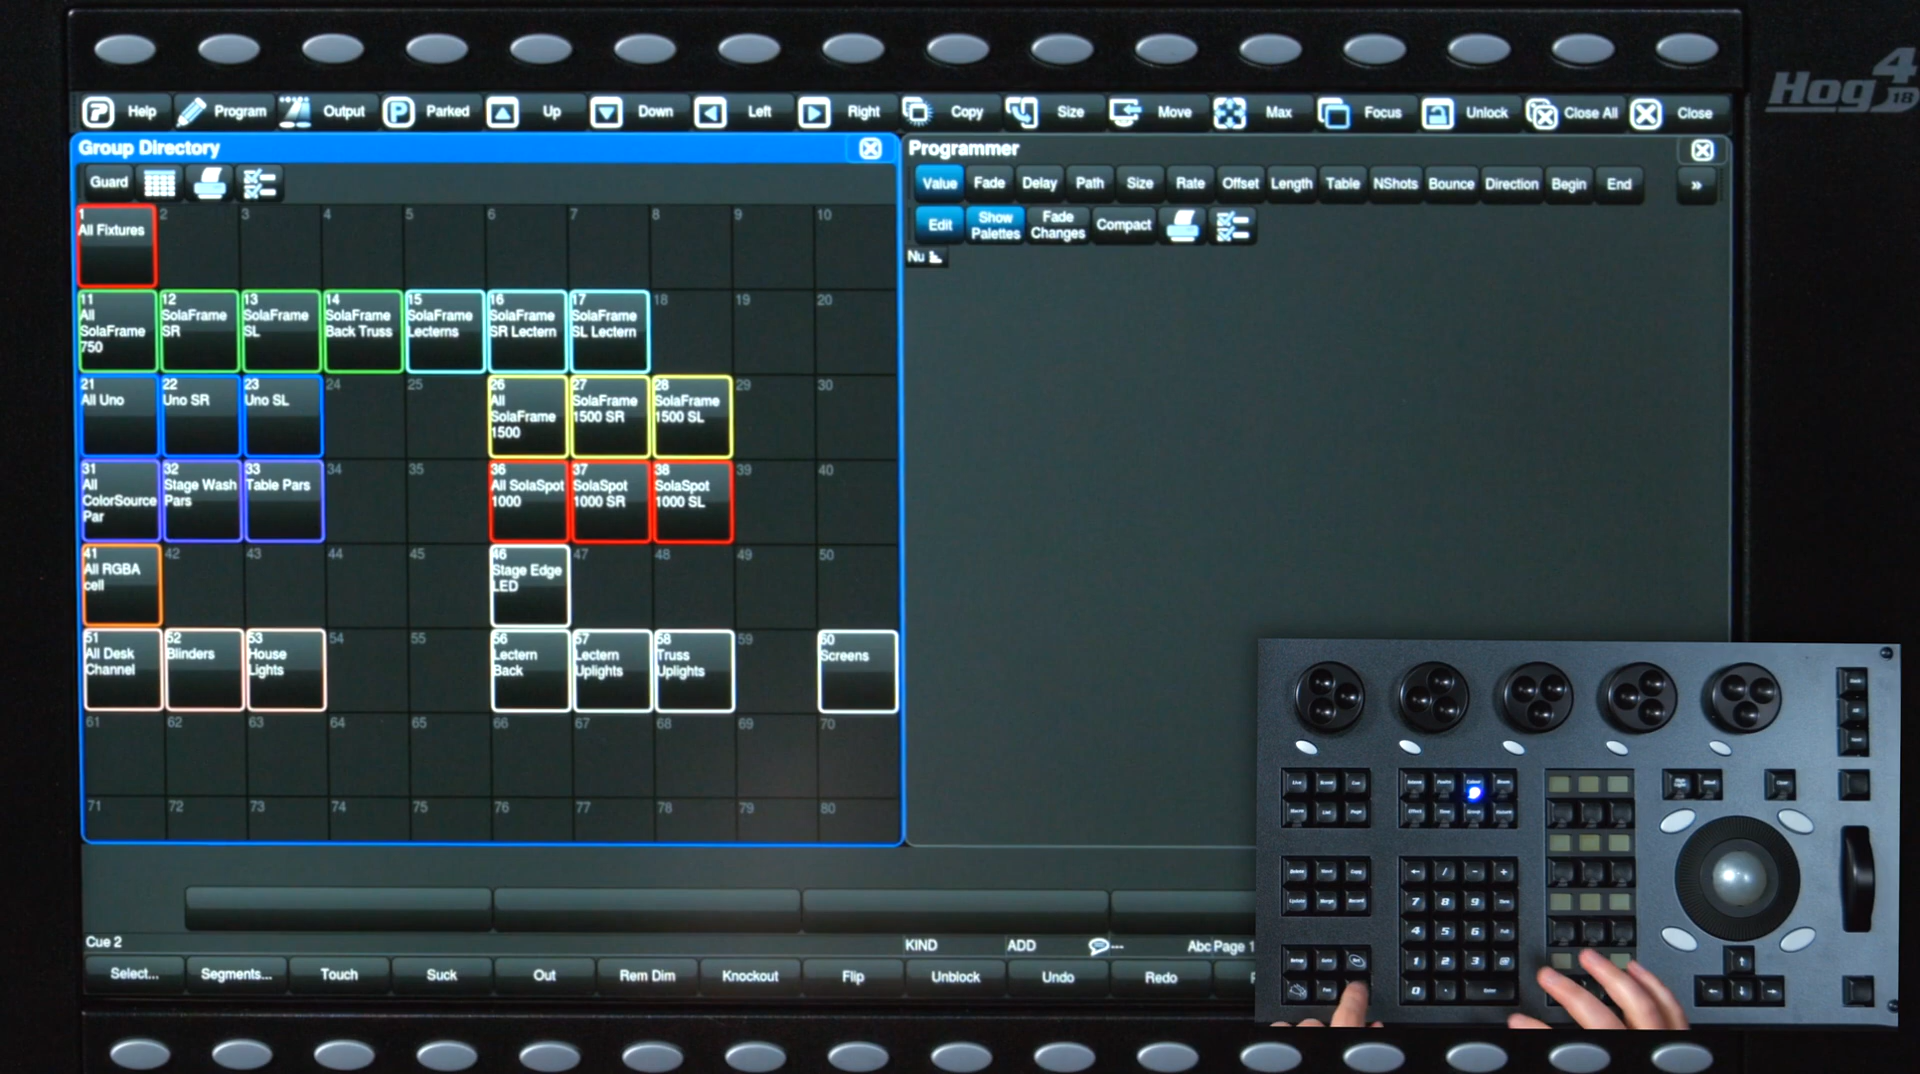 Hog 4 18
Help Program Output Parked Up Down Left Right Copy Size Move Max Focus Unlock Close All Close
Group Directory
Guard
1 All Fixtures
2
3
4
5
6
7
8
9
10
11 All SolaFrame 750
12 SolaFrame SR
13 SolaFrame SL
14 SolaFrame Back Truss
15 SolaFrame Lecterns
16 SolaFrame SR Lectern
17 SolaFrame SL Lectern
18
19
20
21 All Uno
22 Uno SR
23 Uno SL
24
25
26 All SolaFrame 1500
27 SolaFrame 1500 SR
28 SolaFrame 1500 SL
29
30
31 All ColorSource Par
32 Stage Wash Pars
33 Table Pars
34
35
36 All SolaSpot 1000
37 SolaSpot 1000 SR
38 SolaSpot 1000 SL
39
40
41 All RGBA cell
42
43
44
45
46 Stage Edge LED
47
48
49
50
51 All Desk Channel
52 Blinders
53 House Lights
54
55
56 Lectern Back
57 Lectern Uplights
58 Truss Uplights
59
60 Screens
61
62
63
64
66
67
68
70
71
72
73
74
76
77
78
79
80
Programmer
Value Fade Delay Path Size Rate Offset Length Table NShots Bounce Direction Begin End »
Edit Show Palettes Fade Changes Compact
Nu
Cue 2 KIND ADD --- Abc Page 1
Select... Segments... Touch Suck Out Rem Dim Knockout Flip Unblock Undo Redo
/ - +
7 8 9
4 5 6
1 2 3
0 . Enter